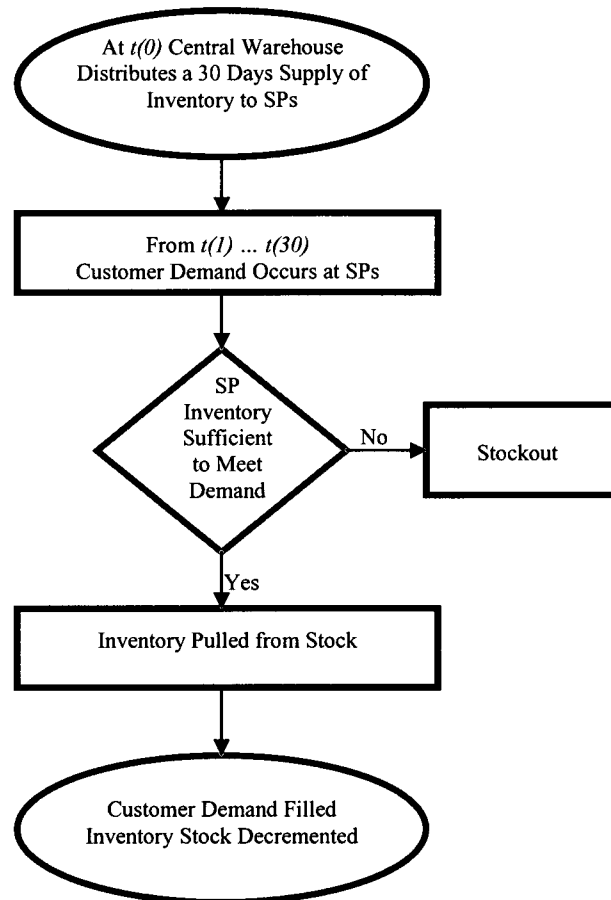 At t(0) Central Warehouse
Distributes a 30 Days Supply of
Inventory to SPs
From t(1) ... t(30)
Customer Demand Occurs at SPs
SP
Inventory
Sufficient
to Meet
Demand
No
Stockout
Yes
Inventory Pulled from Stock
Customer Demand Filled
Inventory Stock Decremented